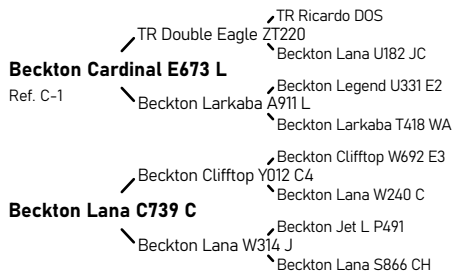 TR Ricardo DOS
TR Double Eagle ZT220
Beckton Lana U182 JC
Beckton Cardinal E673 L
Ref. C-1
Beckton Legend U331 E2
Beckton Larkaba A911 L
Beckton Larkaba T418 WA
Beckton Clifftop W692 E3
Beckton Clifftop Y012 C4
Beckton Lana W240 C
Beckton Lana C739 C
Beckton Jet L P491
Beckton Lana W314 J
Beckton Lana S866 CH